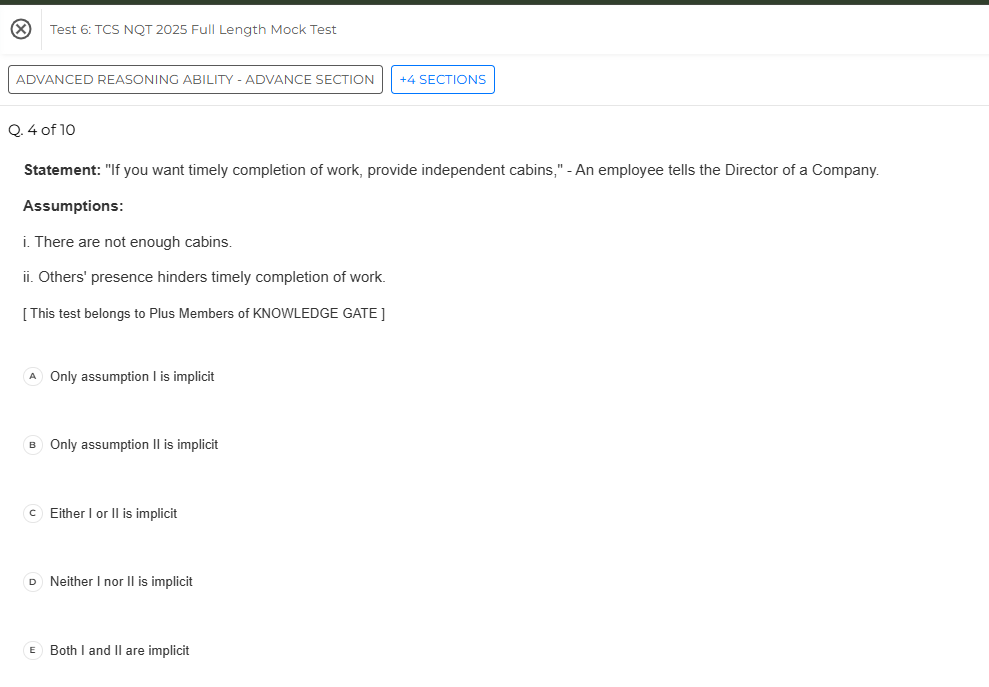 Test 6: TCS NQT 2025 Full Length Mock Test
ADVANCED REASONING ABILITY - ADVANCE SECTION
+4 SECTIONS
Q. 4 of 10
Statement: "If you want timely completion of work, provide independent cabins," - An employee tells the Director of a Company.
Assumptions:
i. There are not enough cabins.
ii. Others' presence hinders timely completion of work.
[ This test belongs to Plus Members of KNOWLEDGE GATE ]
A Only assumption I is implicit
B Only assumption II is implicit
C Either I or II is implicit
D Neither I nor II is implicit
E Both I and II are implicit